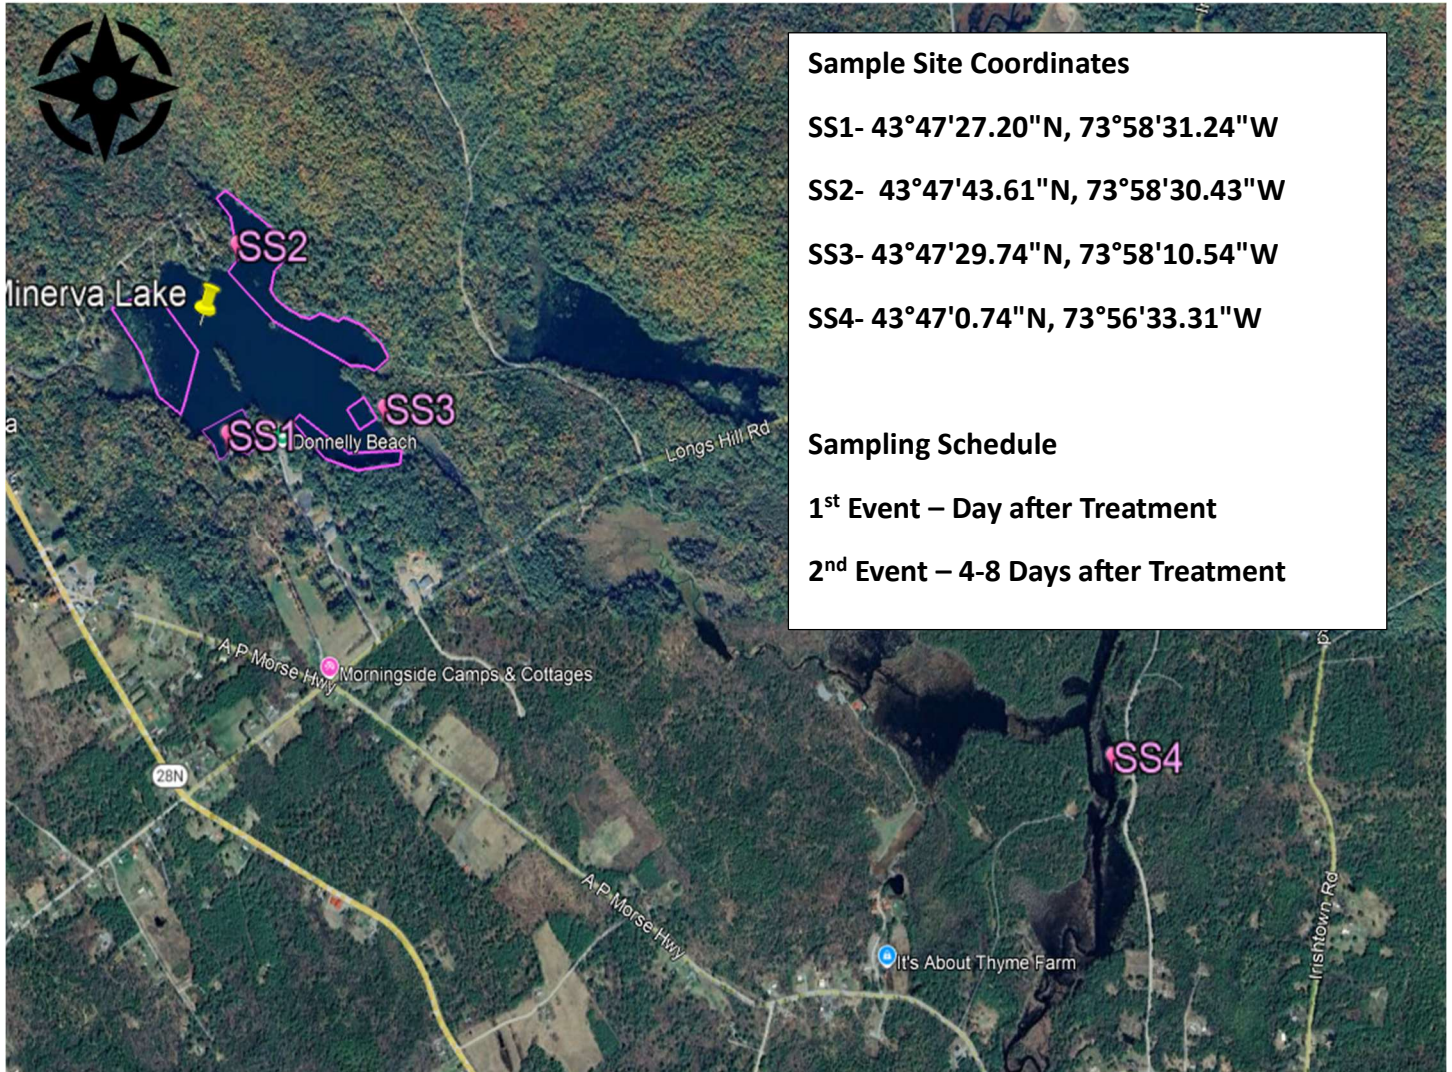 Sample Site Coordinates
SS1- 43°47'27.20"N, 73°58'31.24"W
SS2- 43°47'43.61"N, 73°58'30.43"W
SS3- 43°47'29.74"N, 73°58'10.54"W
SS4- 43°47'0.74"N, 73°56'33.31"W
Sampling Schedule
1st Event – Day after Treatment
2nd Event – 4-8 Days after Treatment
SS2
Minerva Lake
SS3
SS1
Donnelly Beach
Longs Hill Rd
A P Morse Hwy
Morningside Camps & Cottages
28N
SS4
A P Morse Hwy
It's About Thyme Farm
Irishtown Rd